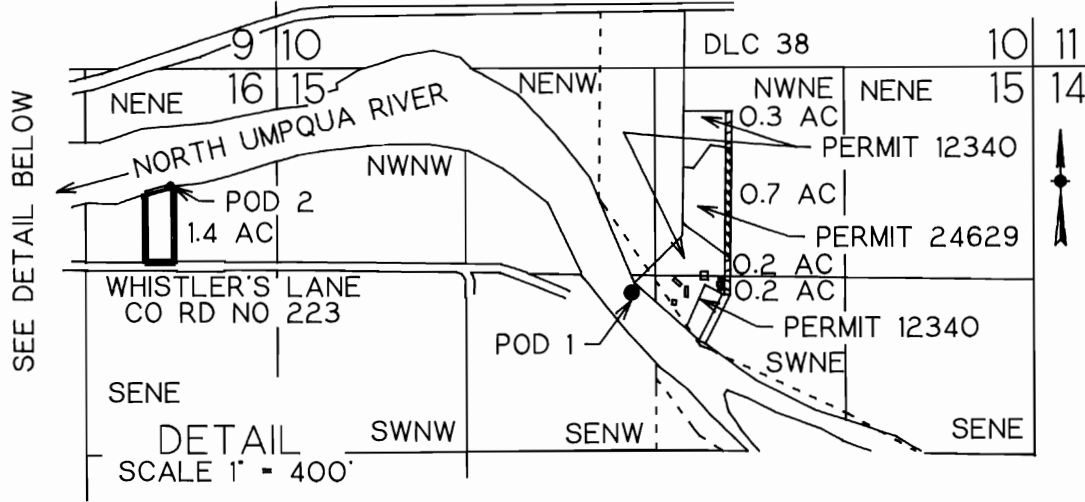 9 10
DLC 38
10 11
16 15
15 14
NENE
NENW
NWNE
NENE
0.3 AC
PERMIT 12340
NORTH UMPQUA RIVER
NWNW
SEE DETAIL BELOW
POD 2
0.7 AC
1.4 AC
PERMIT 24629
0.2 AC
WHISTLER'S LANE
CO RD NO 223
0.2 AC
PERMIT 12340
POD 1
SWNE
SENE
SWNW
SENW
SENE
DETAIL
SCALE 1" = 400'